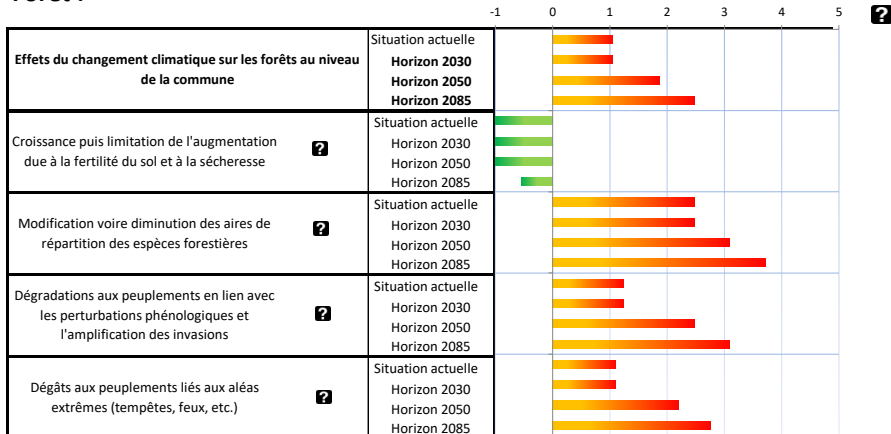 -1 0 1 2 3 4 5
?
Effets du changement climatique sur les forêts au niveau
de la commune
Situation actuelle
Horizon 2030
Horizon 2050
Horizon 2085
Croissance puis limitation de l'augmentation
due à la fertilité du sol et à la sécheresse
?
Situation actuelle
Horizon 2030
Horizon 2050
Horizon 2085
Modification voire diminution des aires de
répartition des espèces forestières
?
Situation actuelle
Horizon 2030
Horizon 2050
Horizon 2085
Dégradations aux peuplements en lien avec
les perturbations phénologiques et
l'amplification des invasions
?
Situation actuelle
Horizon 2030
Horizon 2050
Horizon 2085
Dégâts aux peuplements liés aux aléas
extrêmes (tempêtes, feux, etc.)
?
Situation actuelle
Horizon 2030
Horizon 2050
Horizon 2085